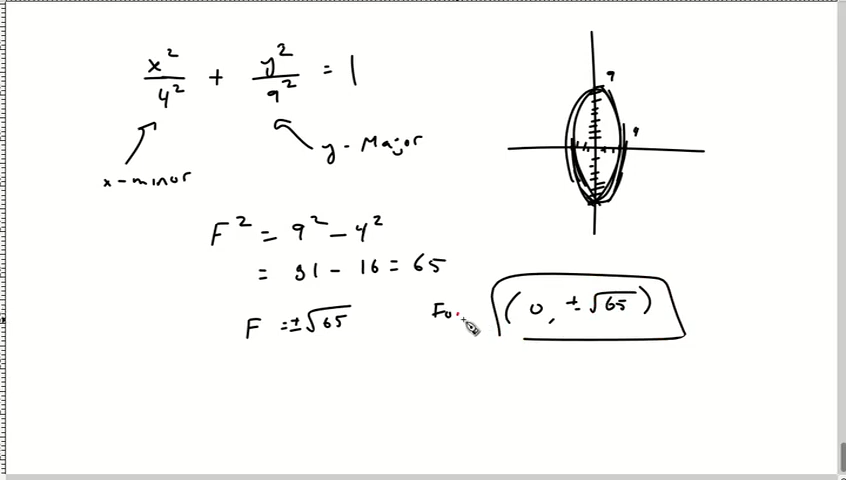 x²/4² + y²/9² = 1
9
4
y - Major
x - minor
F² = 9² - 4²
= 81 - 16 = 65
F = ±√65
Fo
(0, ±√65)